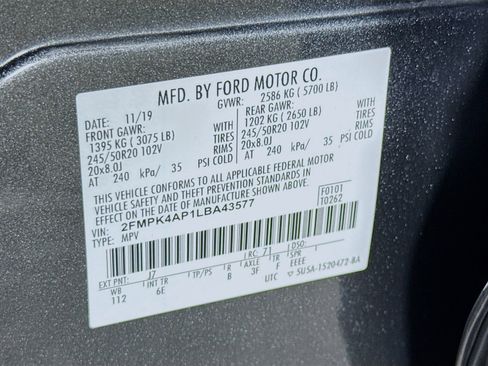 MFD. BY FORD MOTOR CO.
DATE: 11/19 GVWR: 2586 KG ( 5700 LB)
FRONT GAWR: REAR GAWR:
1395 KG ( 3075 LB) 1202 KG ( 2650 LB)
245/50R20 102V TIRES 245/50R20 102V TIRES
20x8.0J RIMS 20x8.0J RIMS
AT 240 kPa/ 35 PSI COLD AT 240 kPa/ 35 PSI COLD
THIS VEHICLE CONFORMS TO ALL APPLICABLE FEDERAL MOTOR
VEHICLE SAFETY AND THEFT PREVENTION STANDARDS IN
EFFECT ON THE DATE OF MANUFACTURE SHOWN ABOVE.
VIN: 2FMPK4AP1LBA43577 F0101
TYPE: MPV T0262
EXT PNT: J7 RC: 71 DSO:
WB INT TR TP/PS R AXLE TR SPR
112 6E B 3F F EEEE
UTC 5USA-1520472-BA